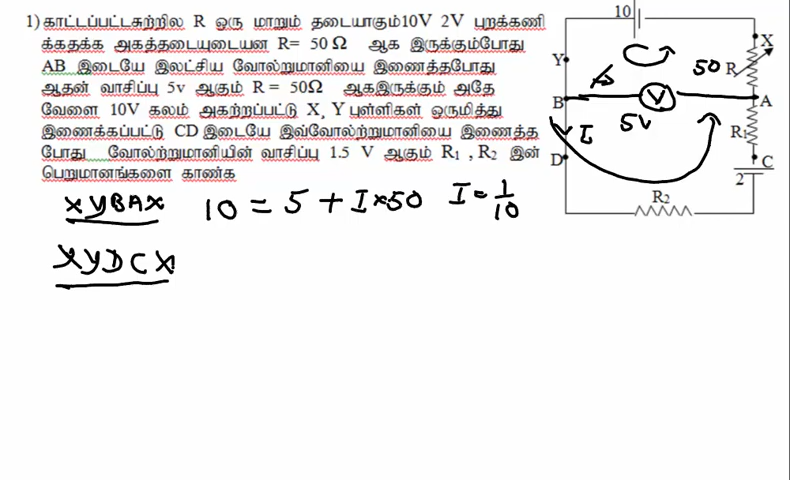 1) காட்டப்பட்டசுற்றில R ஒரு மாறும் தடையாகும்10V 2V புறக்கணி
க்கதக்க அகத்தடையுடையன R= 50 Ω ஆக இருக்கும்போது
AB இடையே இலட்சிய வோல்றுமானியை இணைத்தபோது
ஆதன் வாசிப்பு 5v ஆகும் R = 50Ω ஆகஇருக்கும் அதே
வேளை 10V கலம் அகற்றப்பட்டு X, Y புள்ளிகள் ஒருமித்து
இணைக்கப்பட்டு CD இடையே இவ்வோல்ற்றுமானியை இணைத்த
போது வோல்ற்றுமானியின் வாசிப்பு 1.5 V ஆகும் R1 , R2 இன்
பெறுமானங்களை காண்க
XYBAX 10 = 5 + I×50 I = 1/10
XYDCX
10
X
Y
50 R
B V A
5V
I R1
D C
2
R2